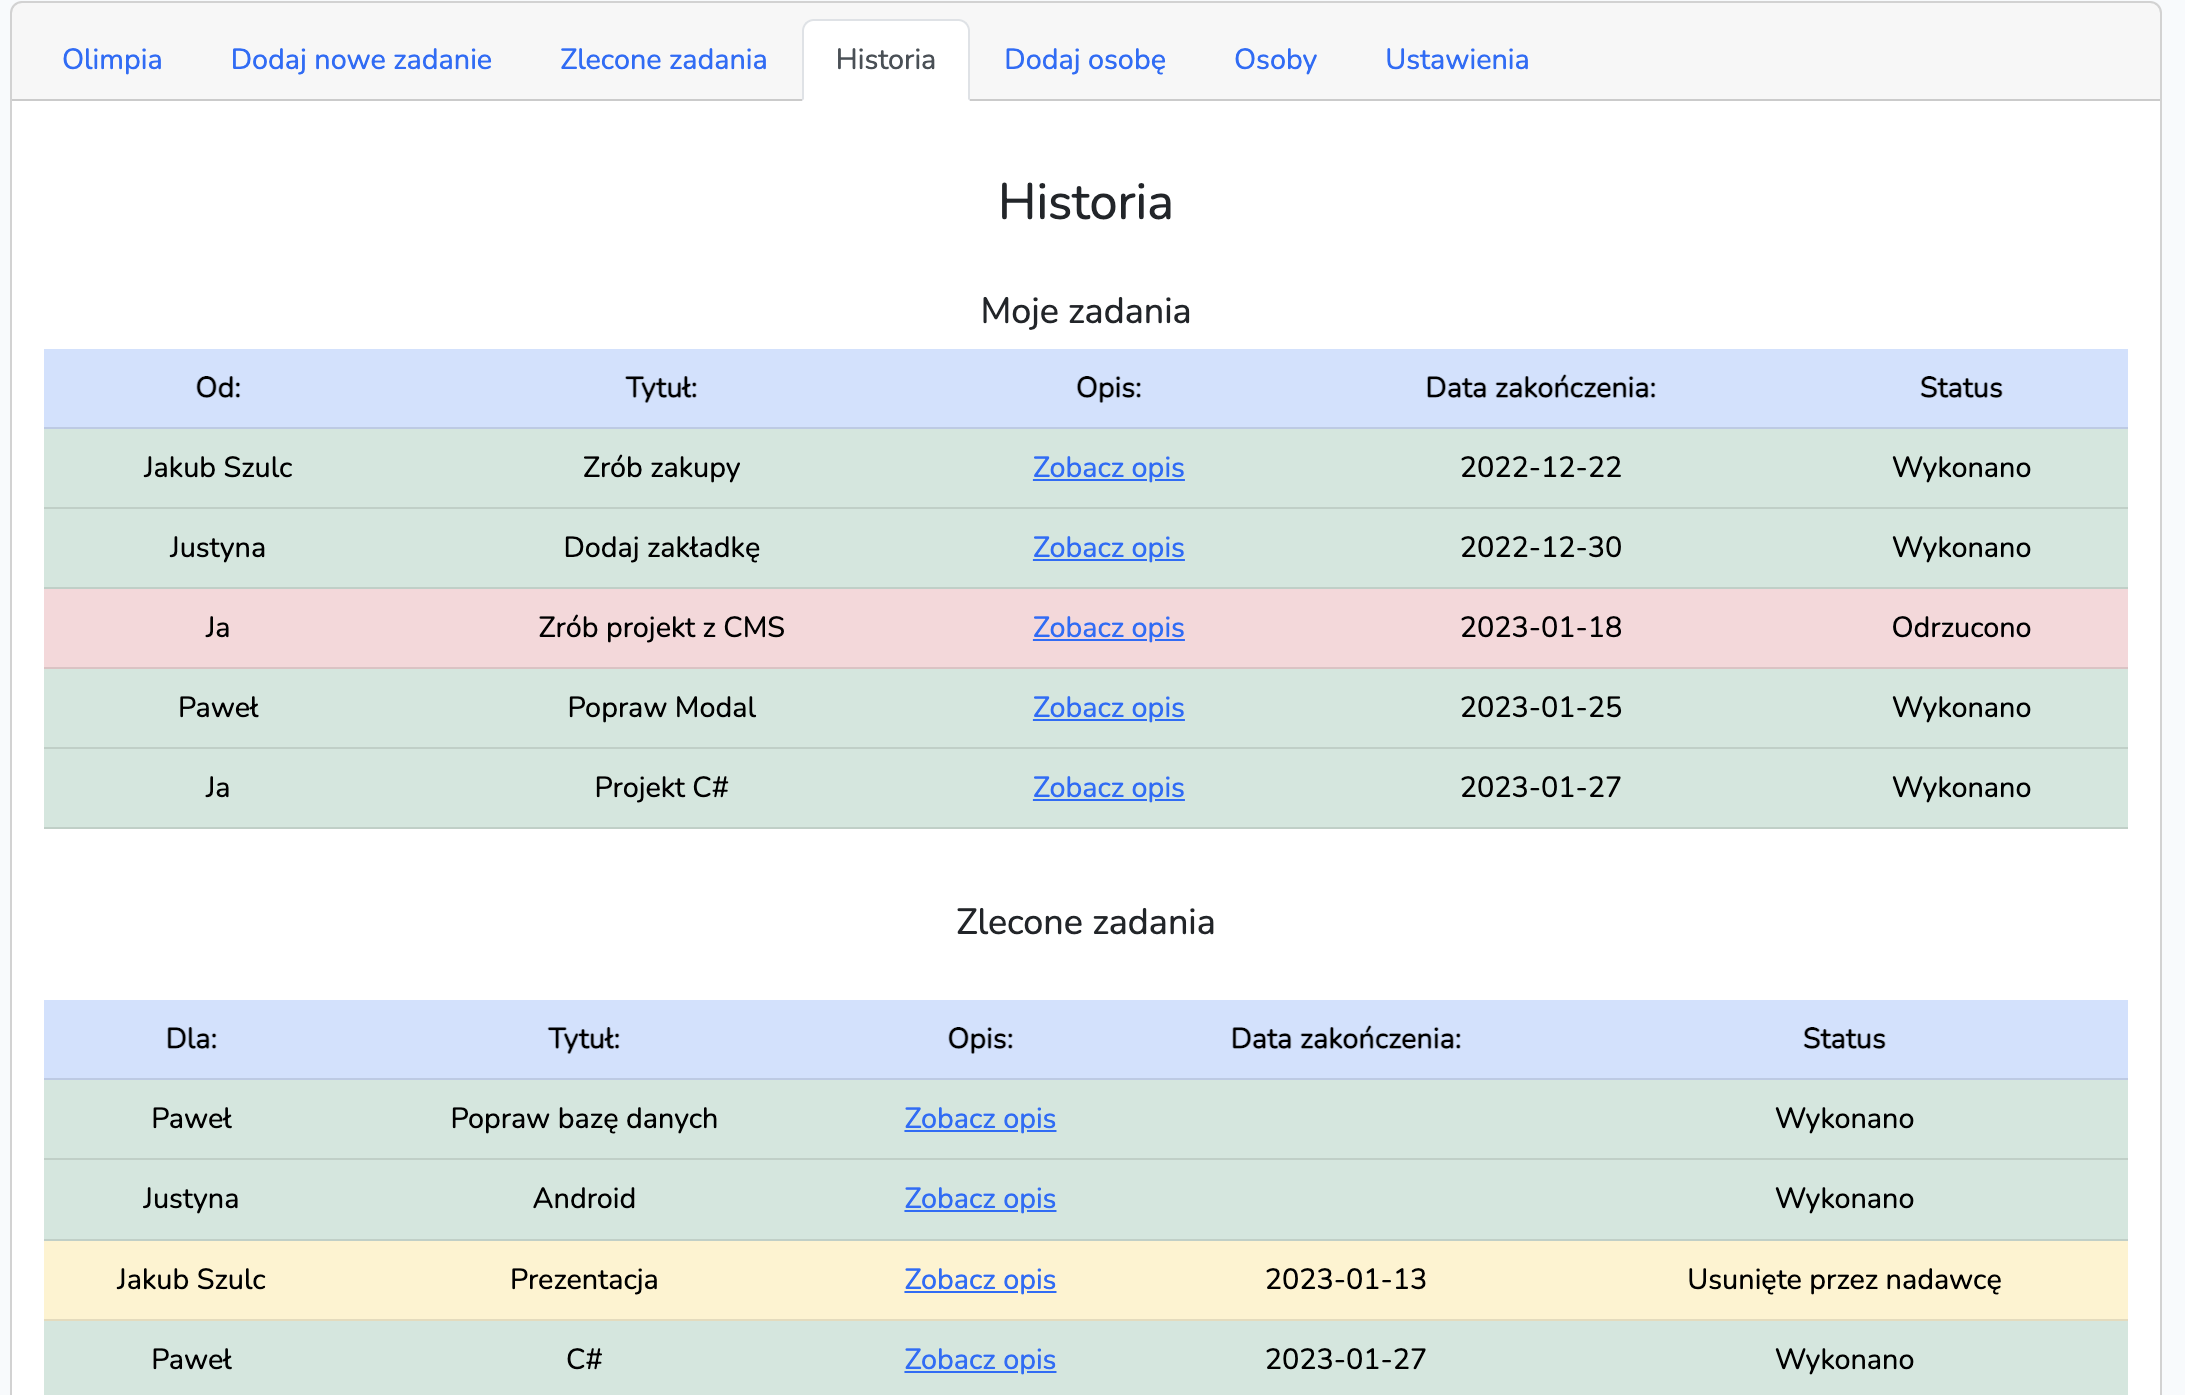 Olimpia Dodaj nowe zadanie Zlecone zadania Historia Dodaj osobę Osoby Ustawienia
Historia
Moje zadania
Od: Tytuł: Opis: Data zakończenia: Status
Jakub Szulc Zrób zakupy Zobacz opis 2022-12-22 Wykonano
Justyna Dodaj zakładkę Zobacz opis 2022-12-30 Wykonano
Ja Zrób projekt z CMS Zobacz opis 2023-01-18 Odrzucono
Paweł Popraw Modal Zobacz opis 2023-01-25 Wykonano
Ja Projekt C# Zobacz opis 2023-01-27 Wykonano
Zlecone zadania
Dla: Tytuł: Opis: Data zakończenia: Status
Paweł Popraw bazę danych Zobacz opis Wykonano
Justyna Android Zobacz opis Wykonano
Jakub Szulc Prezentacja Zobacz opis 2023-01-13 Usunięte przez nadawcę
Paweł C# Zobacz opis 2023-01-27 Wykonano